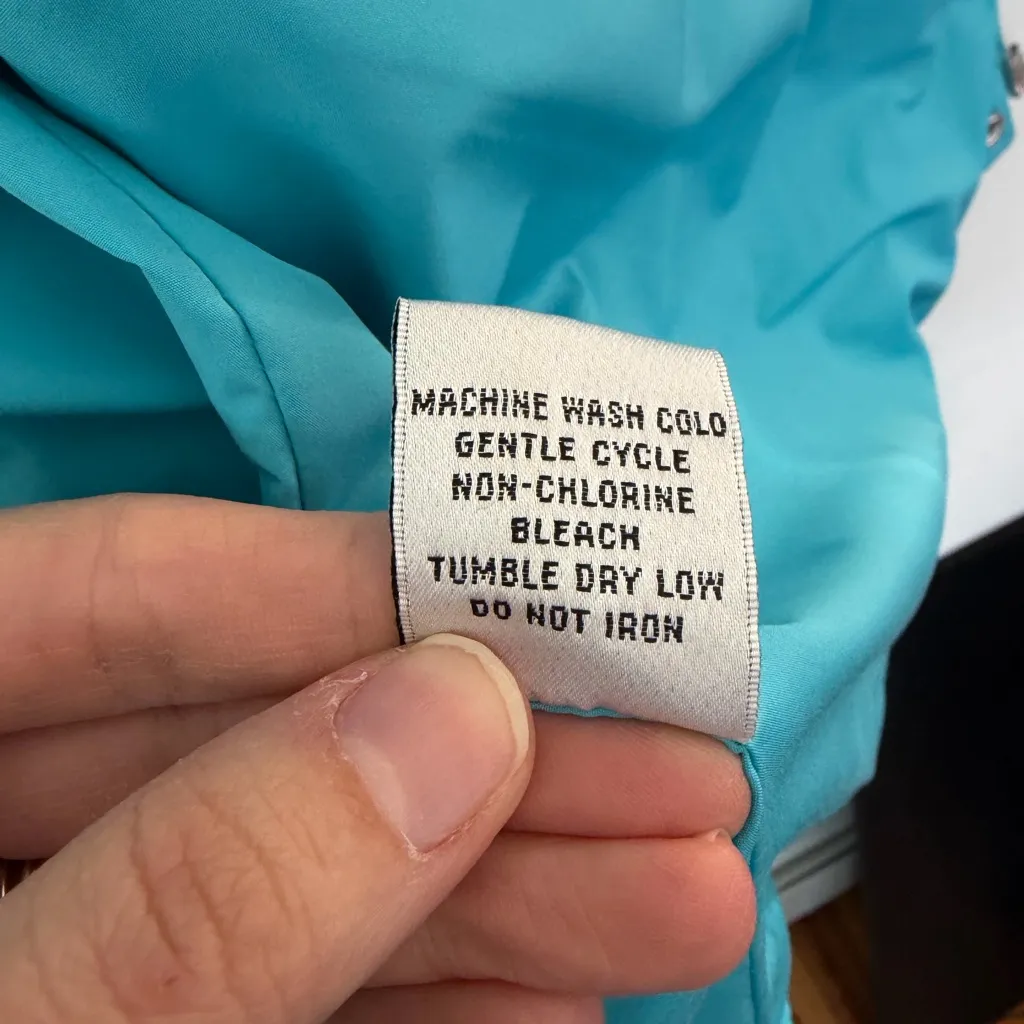 MACHINE WASH COLD
GENTLE CYCLE
NON-CHLORINE
BLEACH
TUMBLE DRY LOW
DO NOT IRON